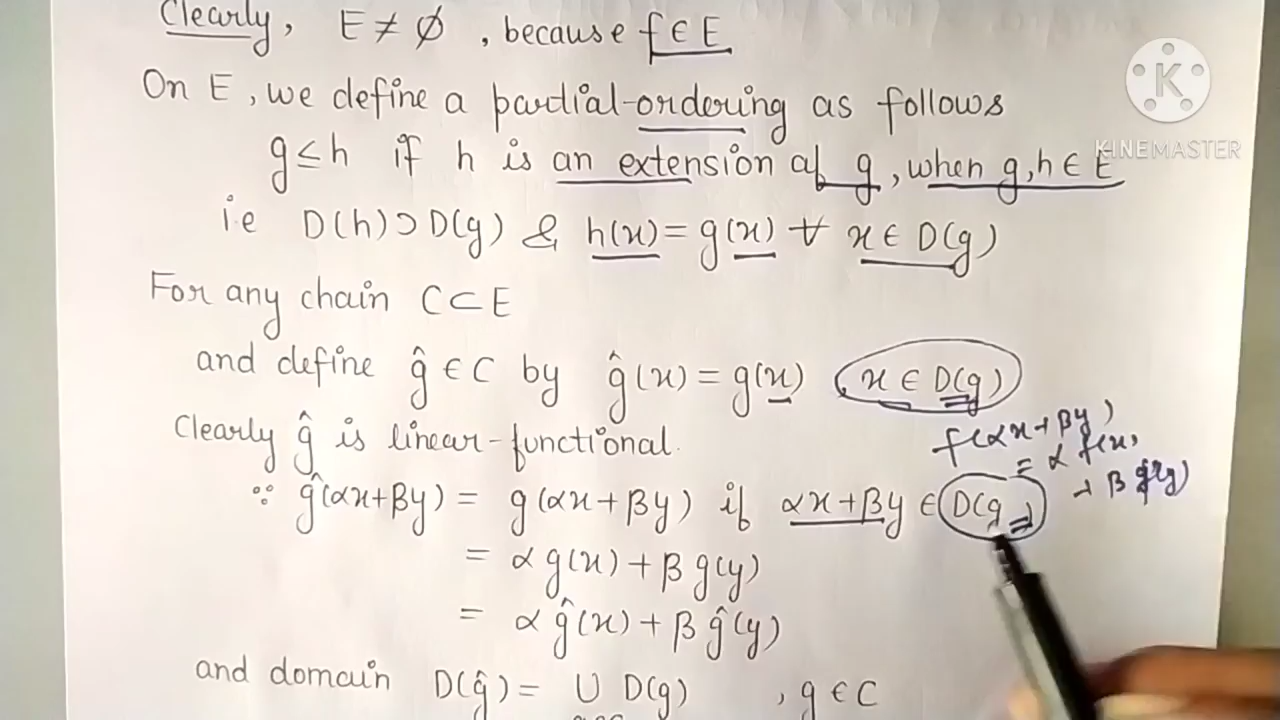 Clearly, E ≠ ∅, because f ∈ E
On E, we define a partial-ordering as follows
g ≤ h if h is an extension of g, when g, h ∈ E
i.e D(h) ⊃ D(g) & h(x) = g(x) ∀ x ∈ D(g)
For any chain C ⊂ E
and define ĝ ∈ C by ĝ(x) = g(x) , x ∈ D(g)
Clearly ĝ is linear-functional.
f(αx+βy)
= α f(x)
∵ ĝ(αx+βy) = g(αx+βy) if αx+βy ∈ D(g)
= α g(x) + β g(y)
= α ĝ(x) + β ĝ(y)
and domain D(ĝ) = ∪ D(g) , g ∈ C
K
KINEMASTER